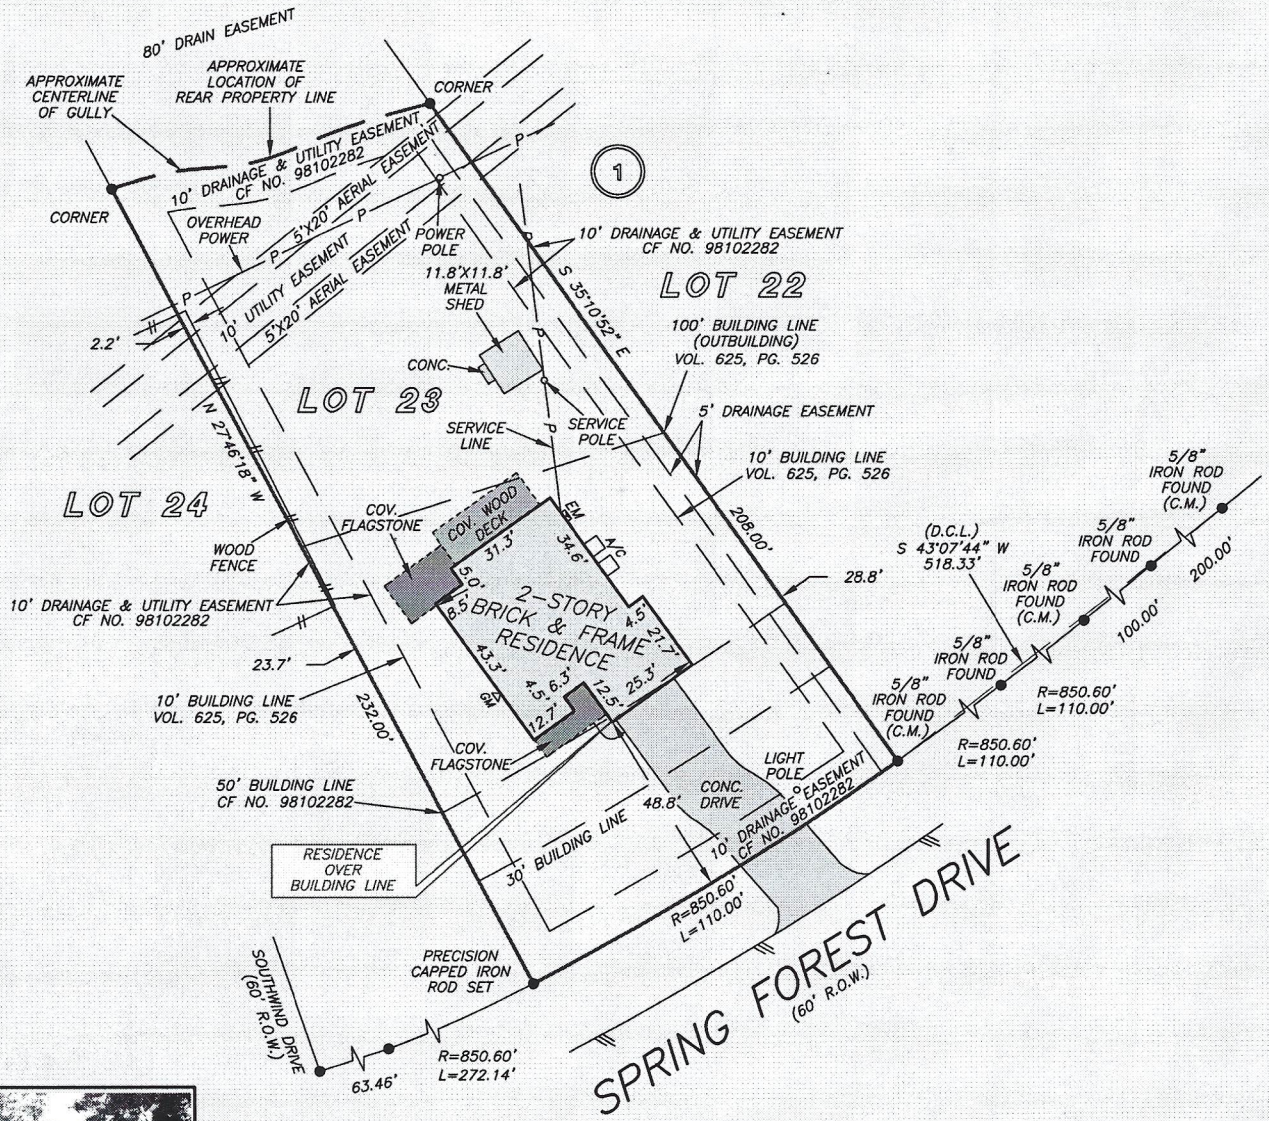 80' DRAIN EASEMENT
APPROXIMATE
LOCATION OF
REAR PROPERTY LINE
APPROXIMATE
CENTERLINE
OF GULLY
CORNER
CORNER
10' DRAINAGE & UTILITY EASEMENT
CF NO. 98102282
5'X20' AERIAL EASEMENT
P
P
P
P
OVERHEAD
POWER
10' UTILITY EASEMENT
5'X20' AERIAL EASEMENT
POWER
POLE
1
10' DRAINAGE & UTILITY EASEMENT
CF NO. 98102282
11.8'X11.8'
METAL
SHED
S 35°10'52" E
LOT 22
100' BUILDING LINE
(OUTBUILDING)
VOL. 625, PG. 526
2.2'
CONC.
P
LOT 23
SERVICE
LINE
P
SERVICE
POLE
5' DRAINAGE EASEMENT
10' BUILDING LINE
VOL. 625, PG. 526
N 27°46'18" W
LOT 24
COV.
FLAGSTONE
COV. WOOD
DECK
EM
208.00'
WOOD
FENCE
31.3'
34.6'
A/C
5.0'
8.5'
10' DRAINAGE & UTILITY EASEMENT
CF NO. 98102282
2-STORY
BRICK & FRAME
RESIDENCE
4.5'
21.7'
28.8'
43.3'
23.7'
10' BUILDING LINE
VOL. 625, PG. 526
232.00'
GM
4.5'
6.3'
12.7'
12.5'
25.3'
COV.
FLAGSTONE
50' BUILDING LINE
CF NO. 98102282
RESIDENCE
OVER
BUILDING LINE
30' BUILDING LINE
48.8'
CONC.
DRIVE
LIGHT
POLE
10' DRAINAGE EASEMENT
CF NO. 98102282
R=850.60'
L=110.00'
5/8"
IRON ROD
FOUND
(C.M.)
5/8"
IRON ROD
FOUND
(D.C.L.)
S 43°07'44" W
518.33'
5/8"
IRON ROD
FOUND
(C.M.)
5/8"
IRON ROD
FOUND
5/8"
IRON ROD
FOUND
(C.M.)
200.00'
100.00'
R=850.60'
L=110.00'
R=850.60'
L=110.00'
PRECISION
CAPPED IRON
ROD SET
SOUTHWIND DRIVE
(60' R.O.W.)
63.46'
R=850.60'
L=272.14'
SPRING FOREST DRIVE
(60' R.O.W.)